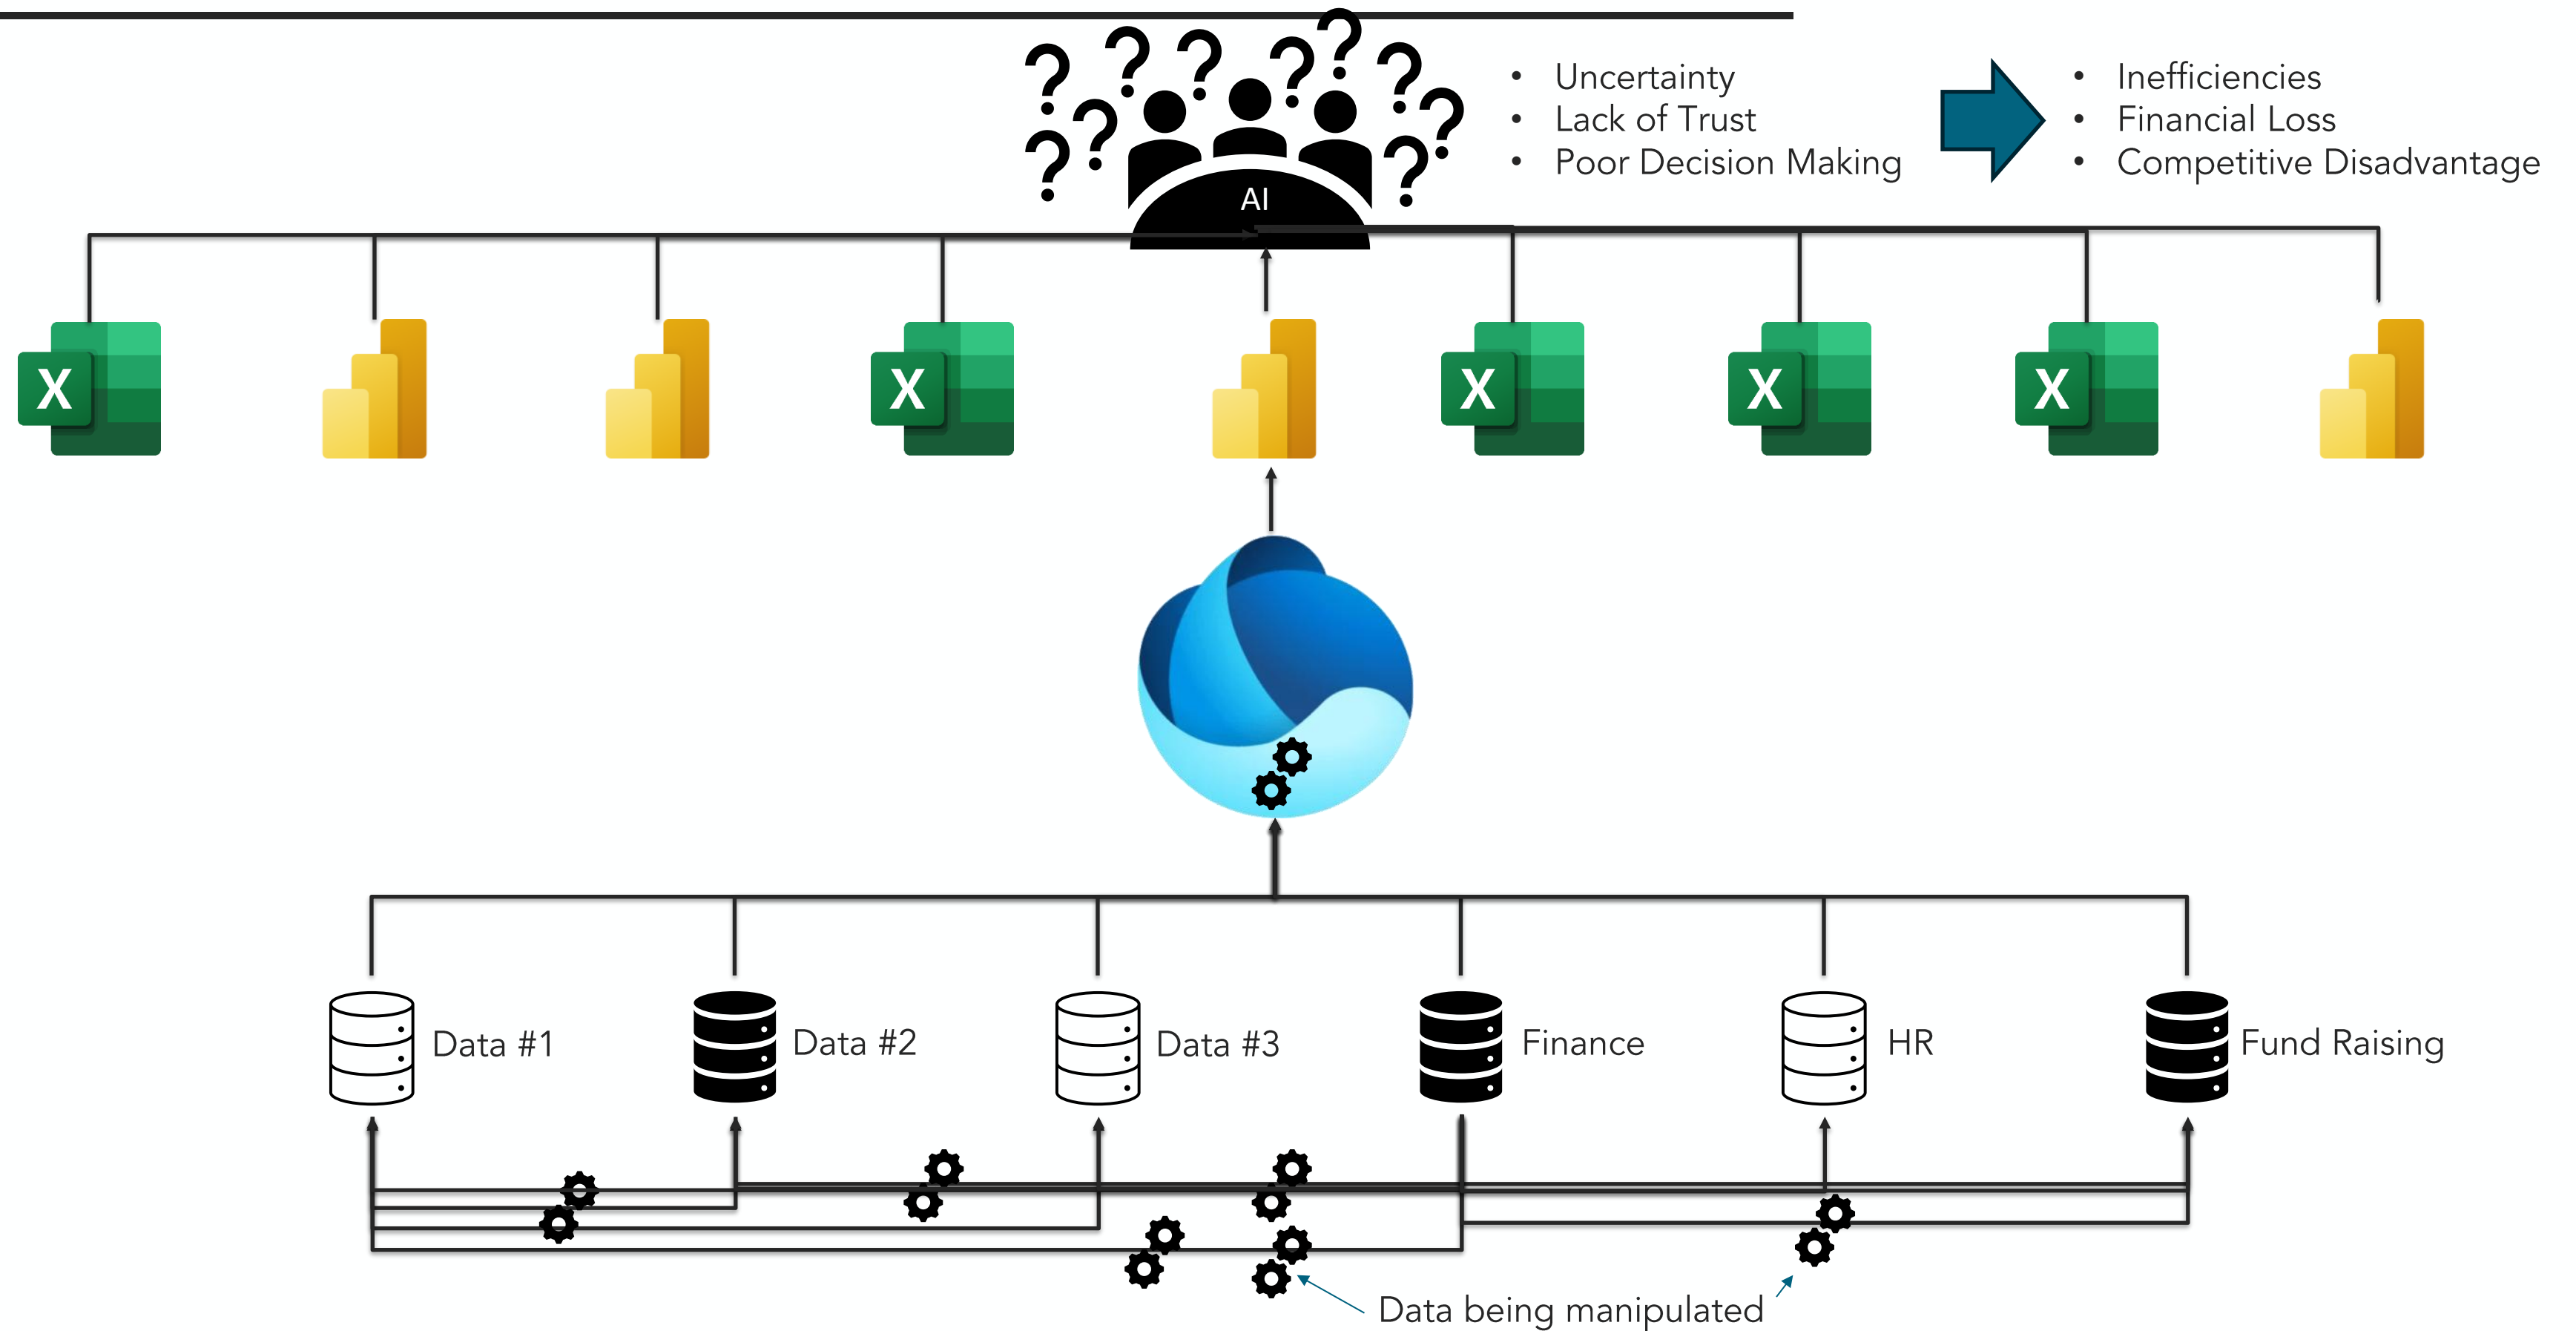 ? ? ? ? ? ? ? ? ? ?
• Uncertainty
• Lack of Trust
• Poor Decision Making
• Inefficiencies
• Financial Loss
• Competitive Disadvantage
AI
X X X X X
Data #1
Data #2
Data #3
Finance
HR
Fund Raising
Data being manipulated